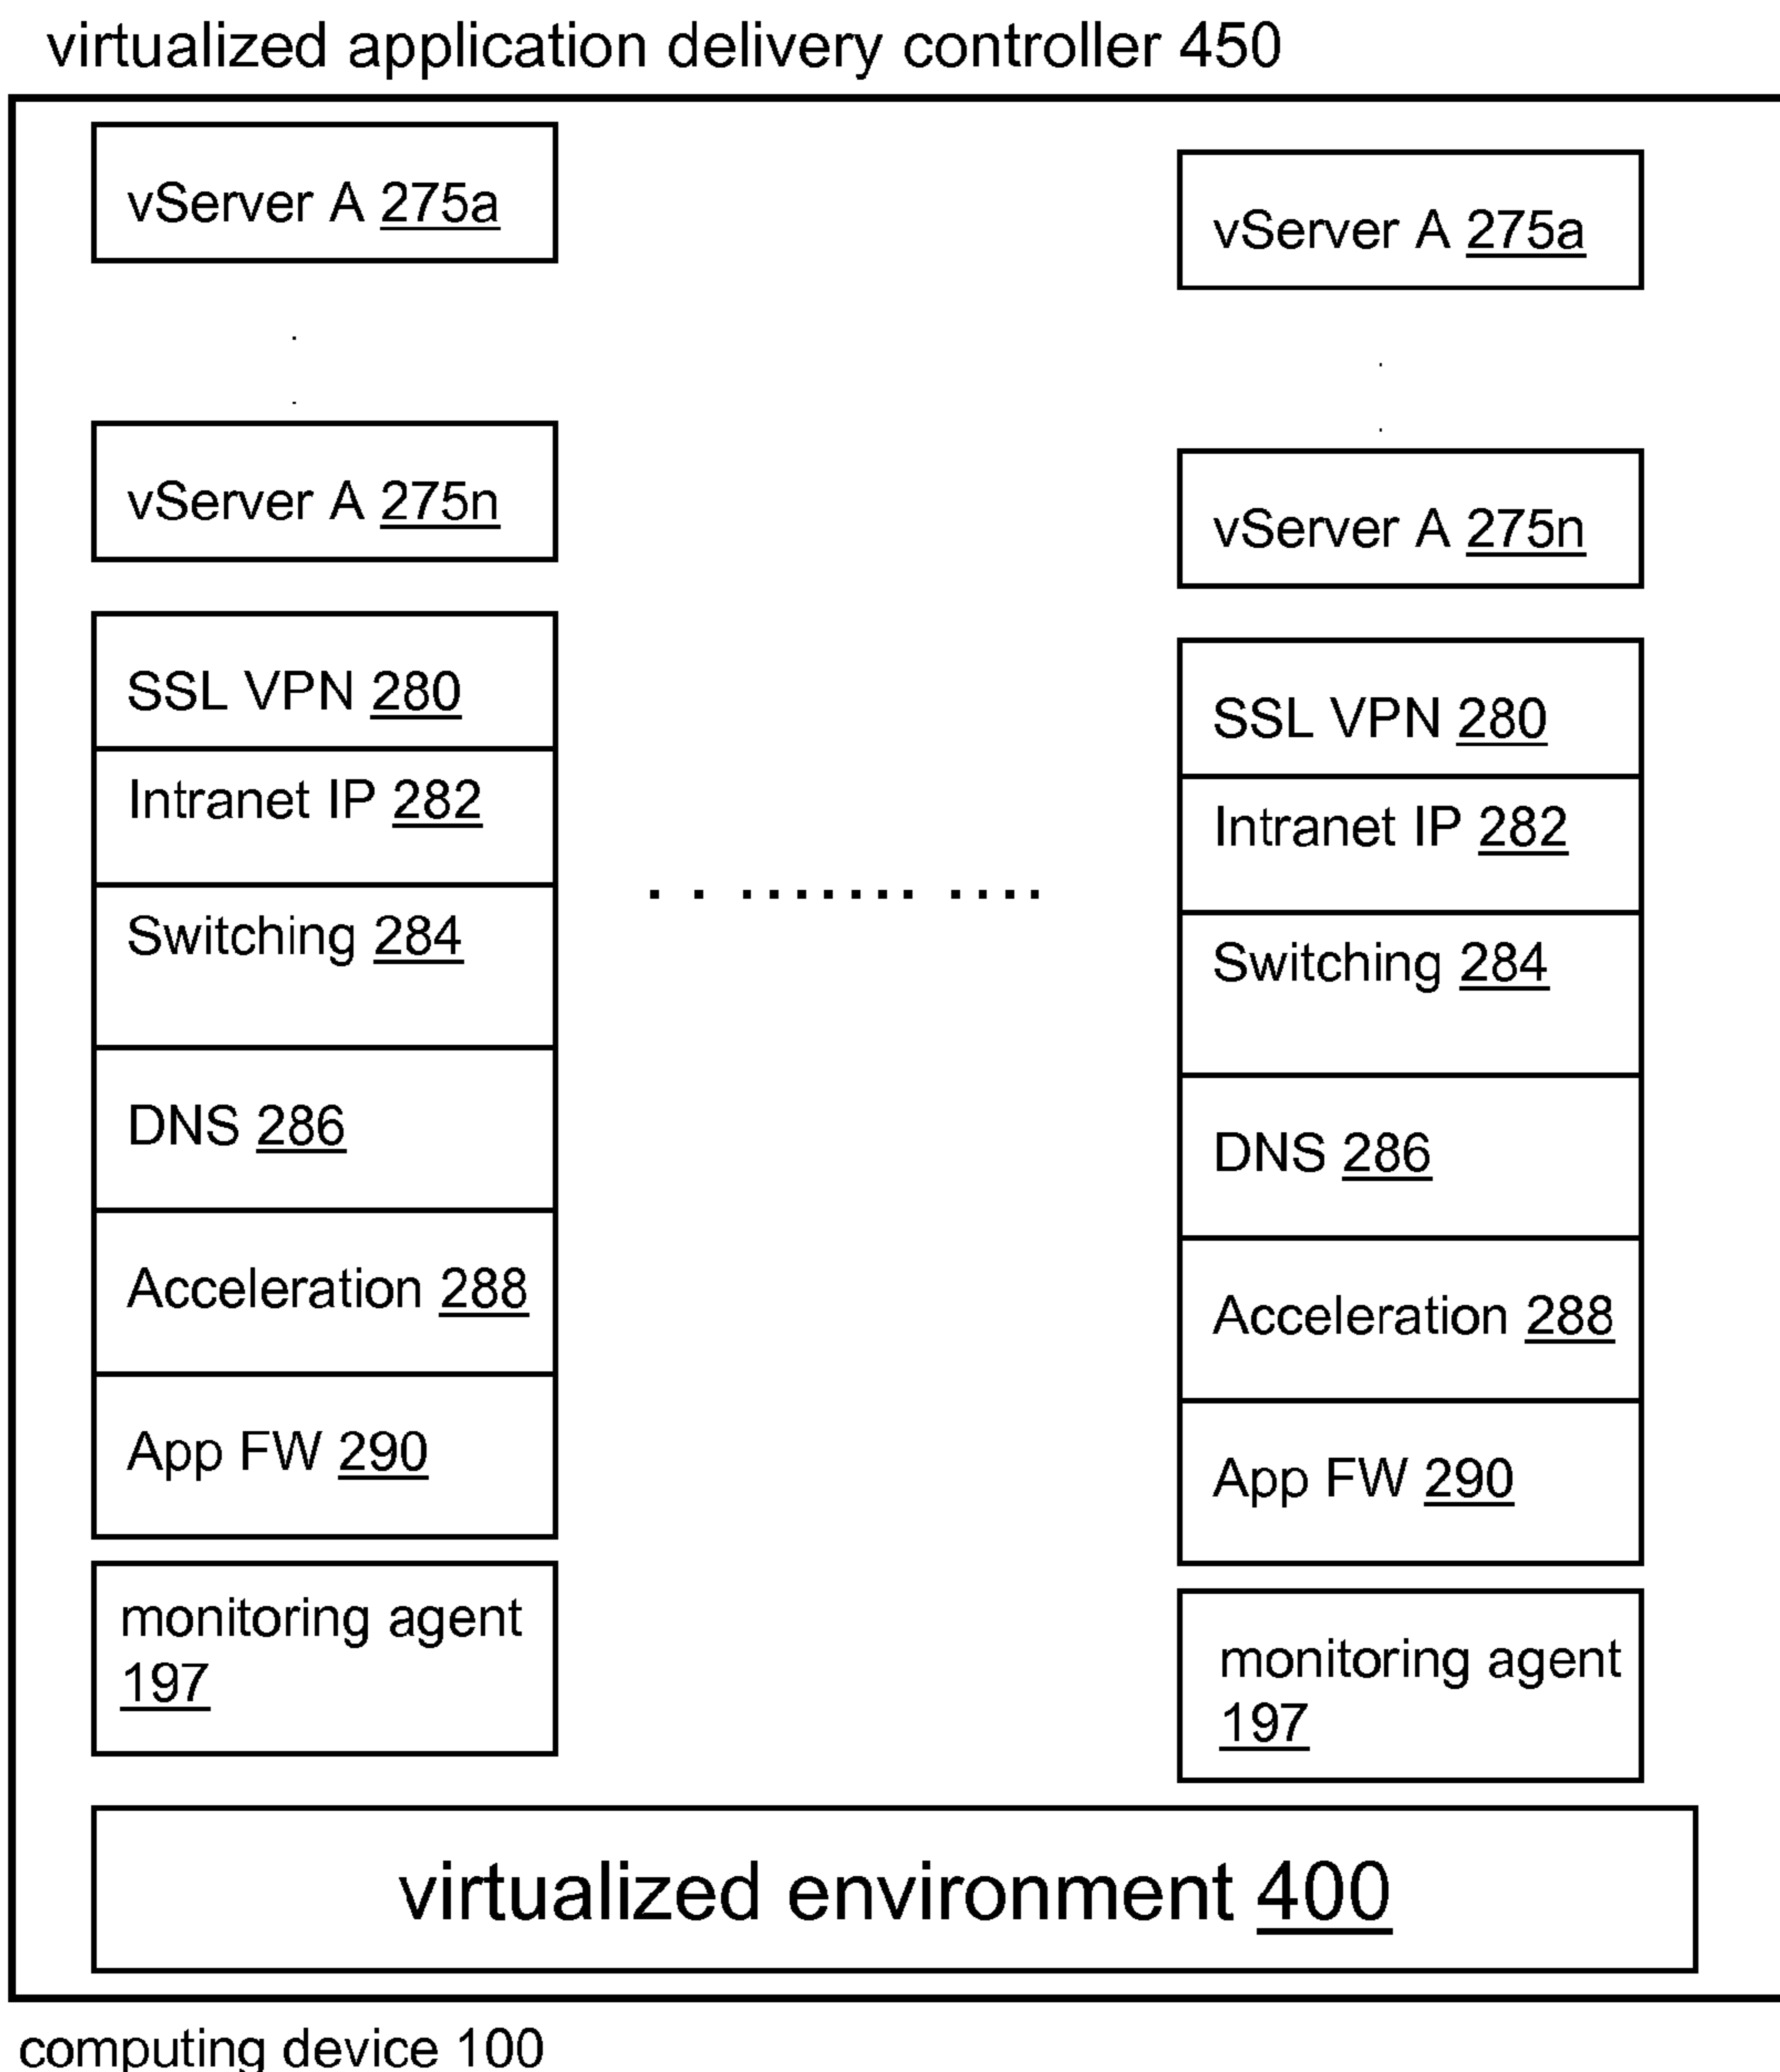 virtualized application delivery controller 450
vServer A 275a
vServer A 275n
SSL VPN 280
Intranet IP 282
Switching 284
DNS 286
Acceleration 288
App FW 290
monitoring agent
197
vServer A 275a
vServer A 275n
SSL VPN 280
Intranet IP 282
Switching 284
DNS 286
Acceleration 288
App FW 290
monitoring agent
197
virtualized environment 400
computing device 100